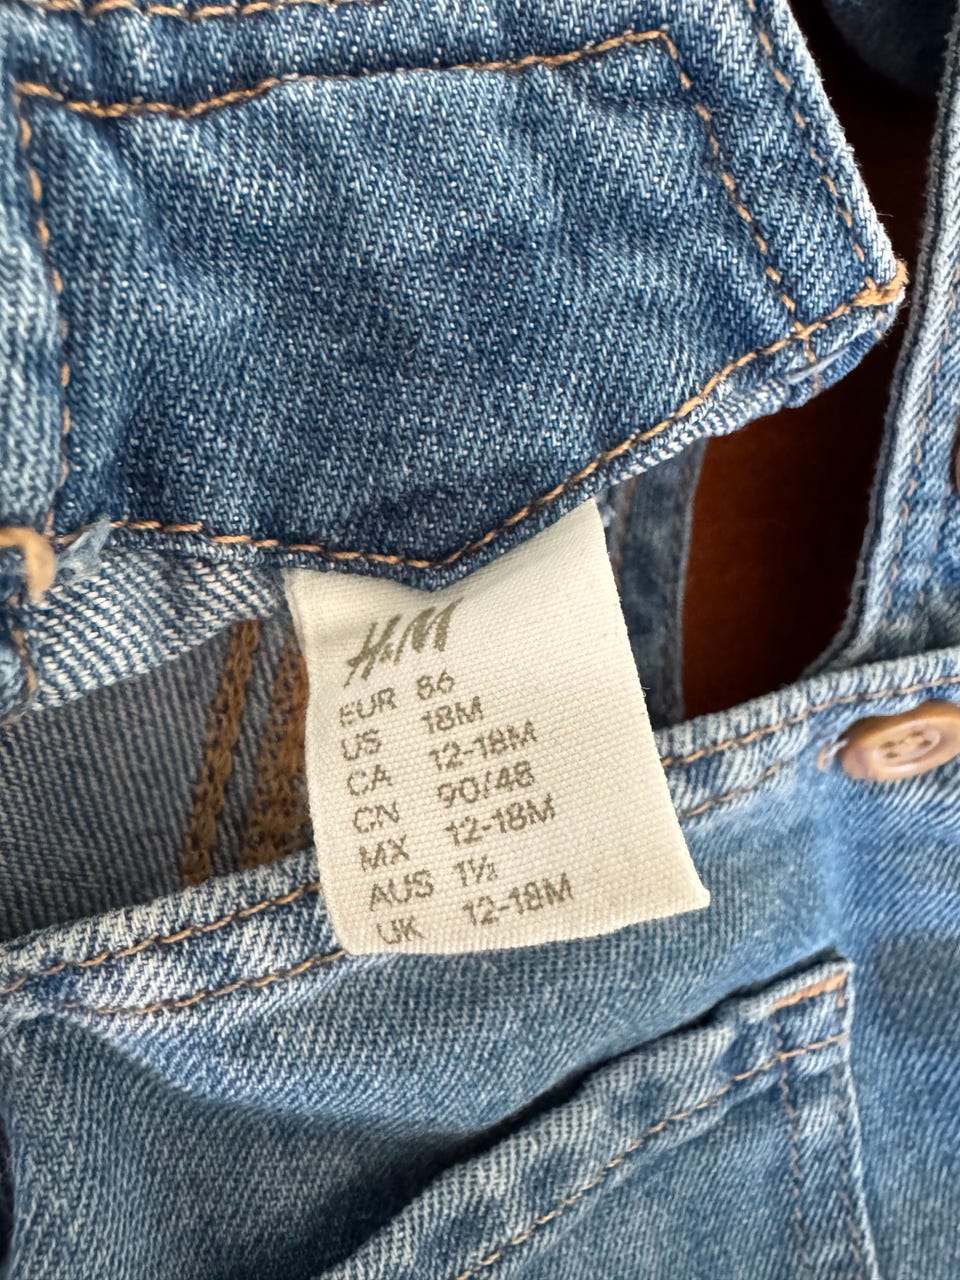 H&M
EUR 86
US 18M
CA 12-18M
CN 90/48
MX 12-18M
AUS 1½
UK 12-18M